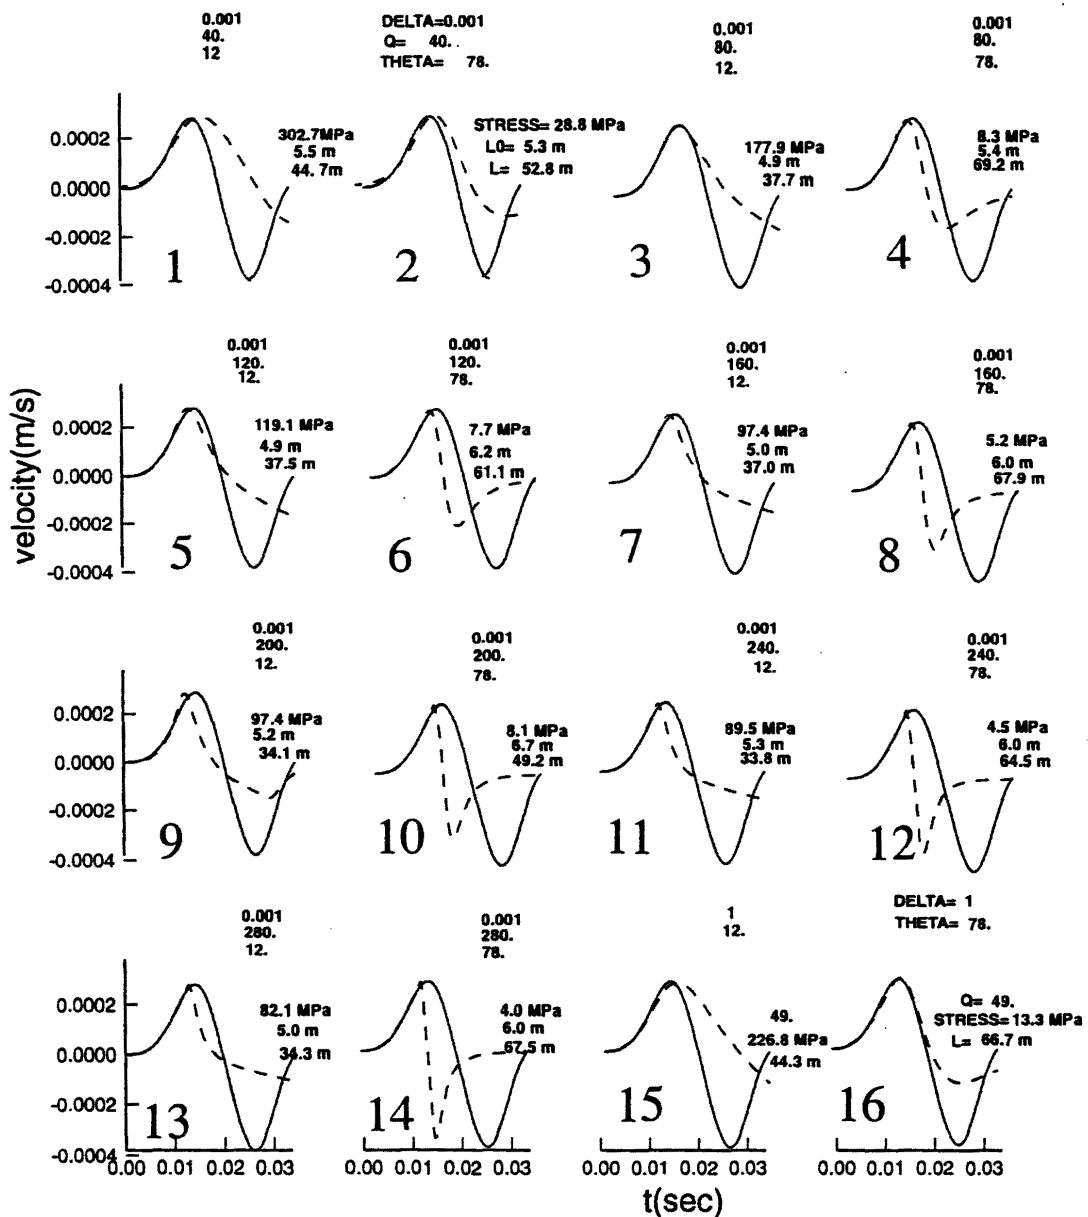 0.001
40.
12
DELTA=0.001
Q= 40.
THETA= 78.
0.001
80.
12.
0.001
80.
78.
0.0002
0.0000
-0.0002
-0.0004
302.7MPa
5.5 m
44.7m
1
STRESS= 28.8 MPa
L0= 5.3 m
L= 52.8 m
2
177.9 MPa
4.9 m
37.7 m
3
8.3 MPa
5.4 m
69.2 m
4
0.001
120.
12.
0.001
120.
78.
0.001
160.
12.
0.001
160.
78.
velocity(m/s)
0.0002
0.0000
-0.0002
-0.0004
119.1 MPa
4.9 m
37.5 m
5
7.7 MPa
6.2 m
61.1 m
6
97.4 MPa
5.0 m
37.0 m
7
5.2 MPa
6.0 m
67.9 m
8
0.001
200.
12.
0.001
200.
78.
0.001
240.
12.
0.001
240.
78.
0.0002
0.0000
-0.0002
-0.0004
97.4 MPa
5.2 m
34.1 m
9
8.1 MPa
6.7 m
49.2 m
10
89.5 MPa
5.3 m
33.8 m
11
4.5 MPa
6.0 m
64.5 m
12
0.001
280.
12.
0.001
280.
78.
1
12.
DELTA= 1
THETA= 78.
0.0002
0.0000
-0.0002
-0.0004
82.1 MPa
5.0 m
34.3 m
13
4.0 MPa
6.0 m
67.5 m
14
49.
226.8 MPa
44.3 m
15
Q= 49.
STRESS=13.3 MPa
L= 66.7 m
16
0.00 0.01 0.02 0.03
0.00 0.01 0.02 0.03
0.00 0.01 0.02 0.03
0.00 0.01 0.02 0.03
t(sec)